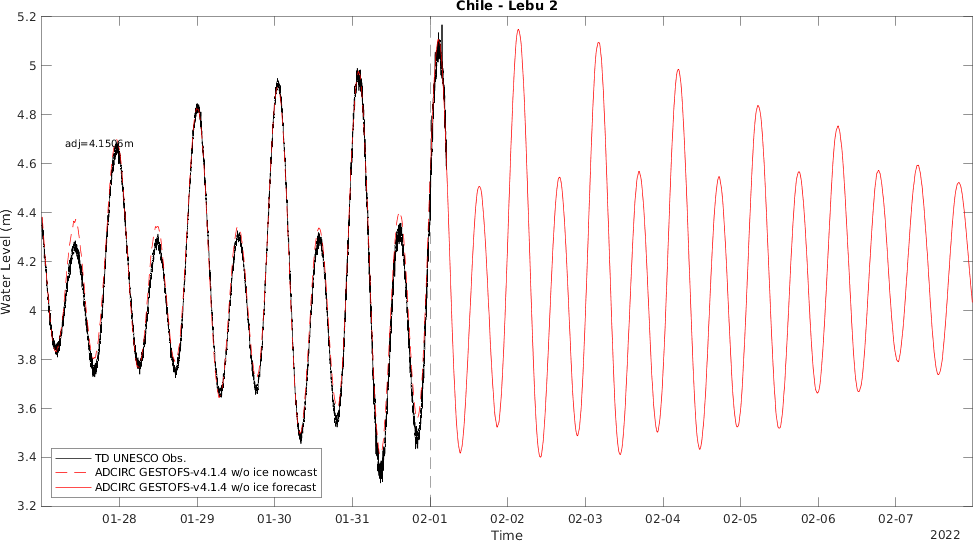 Chile - Lebu 2
5.2
5
4.8
4.6
4.4
4.2
4
3.8
3.6
3.4
3.2
Water Level (m)
adj=4.1505m
TD UNESCO Obs.
ADCIRC GESTOFS-v4.1.4 w/o ice nowcast
ADCIRC GESTOFS-v4.1.4 w/o ice forecast
01-28 01-29 01-30 01-31 02-01 02-02 02-03 02-04 02-05 02-06 02-07
Time
2022